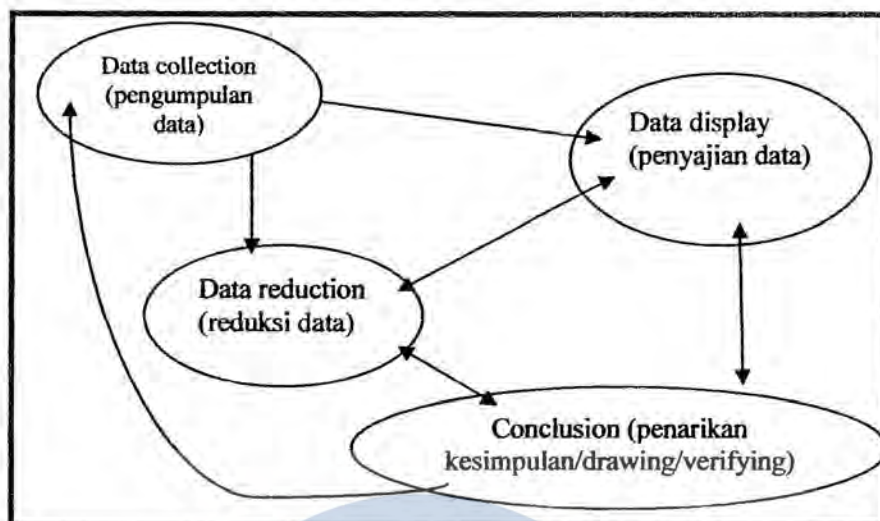 Data collection
(pengumpulan
data)
Data display
(penyajian data)
Data reduction
(reduksi data)
Conclusion (penarikan
kesimpulan/drawing/verifying)